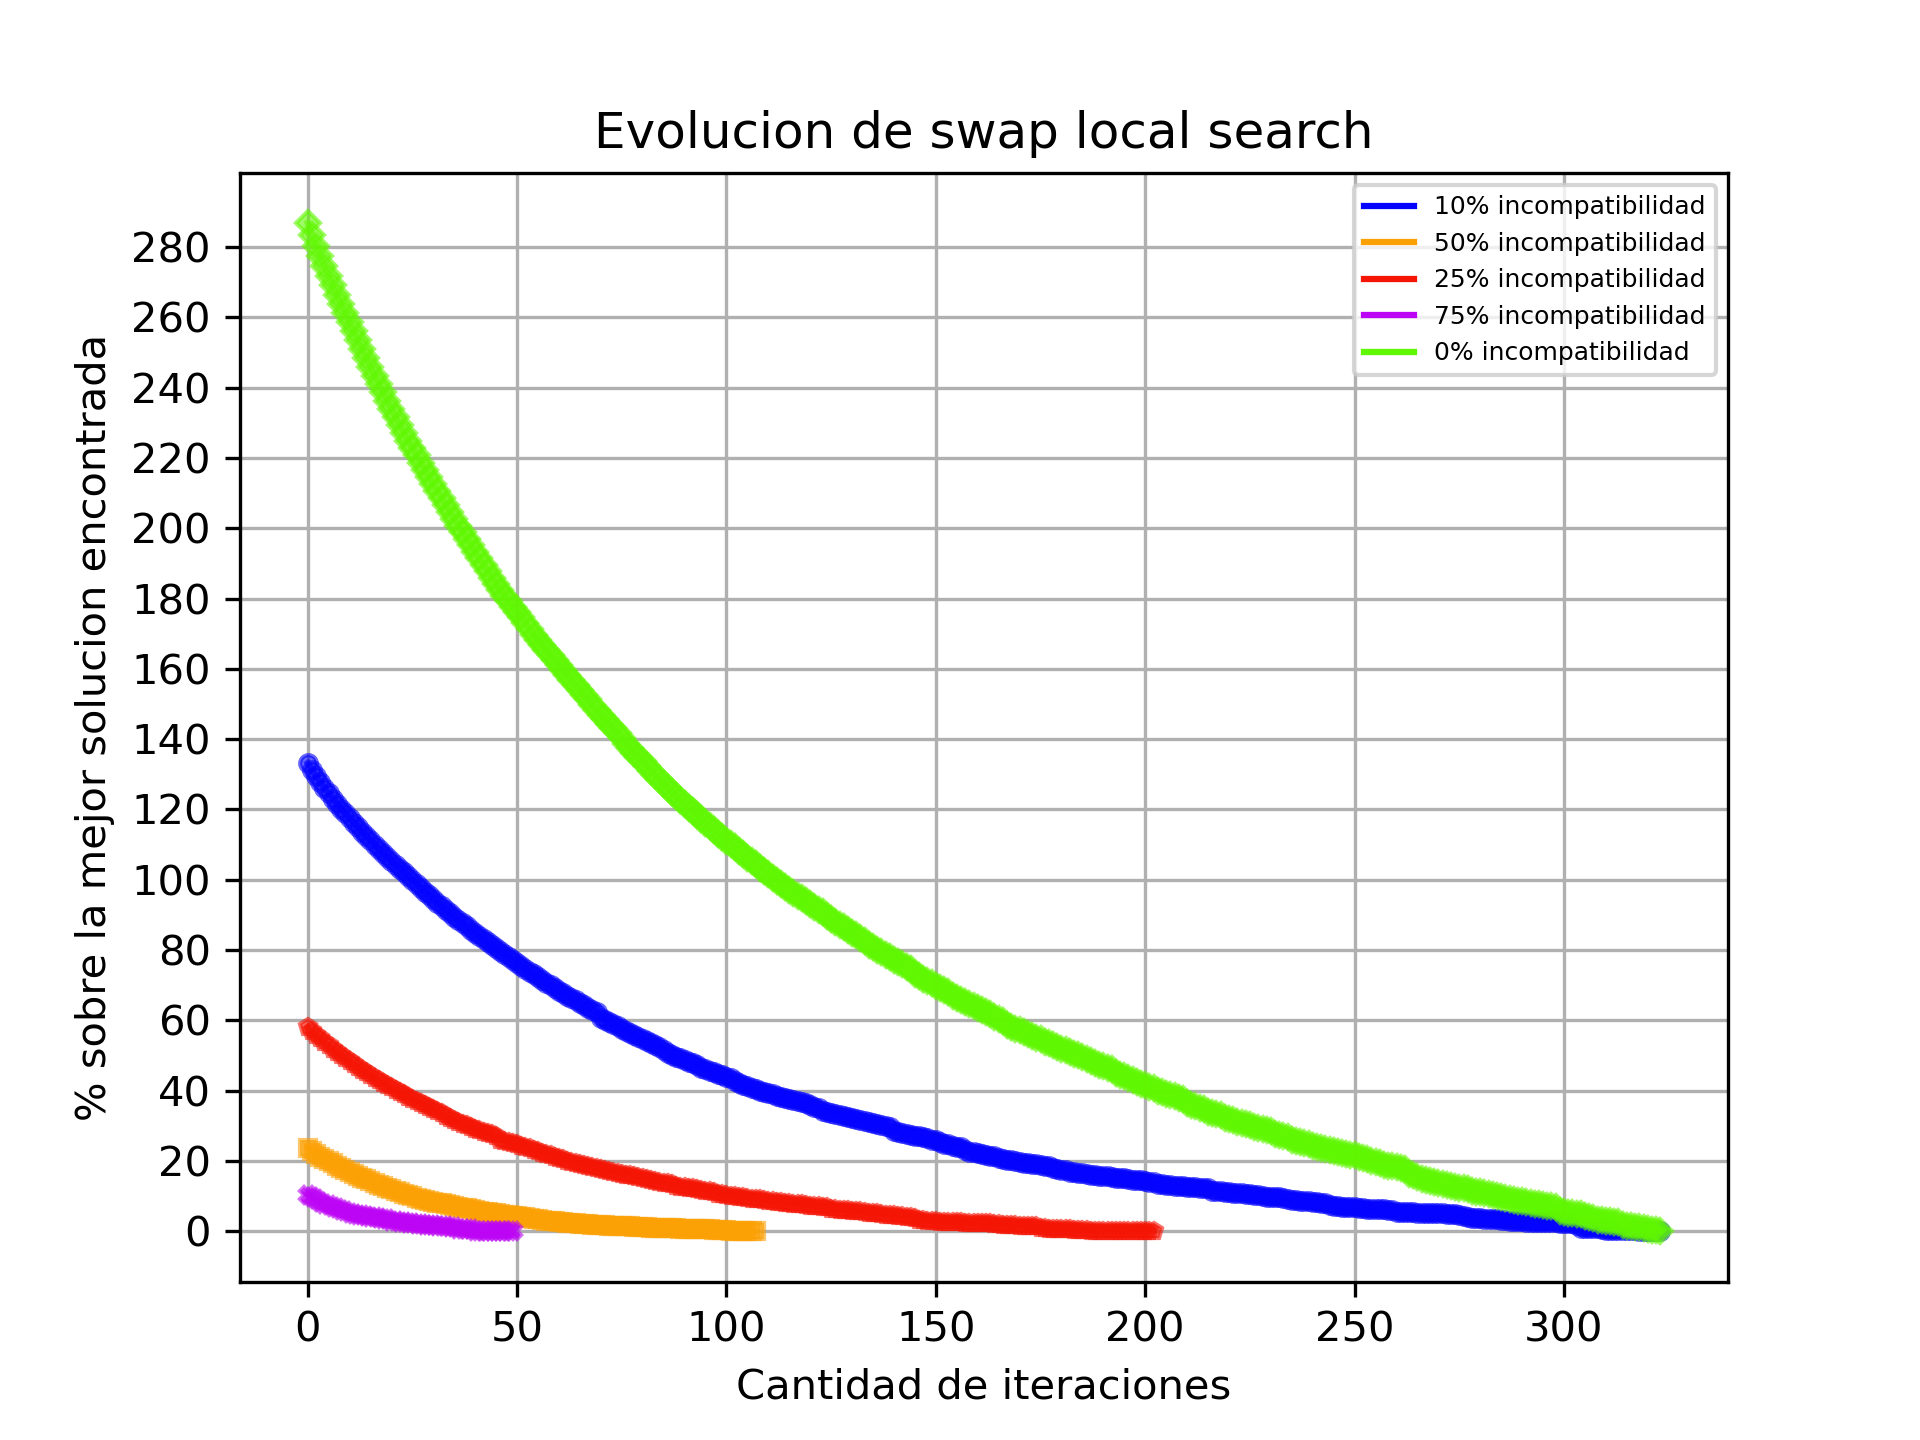 Evolucion de swap local search
10% incompatibilidad
50% incompatibilidad
25% incompatibilidad
75% incompatibilidad
0% incompatibilidad
% sobre la mejor solucion encontrada
280
260
240
220
200
180
160
140
120
100
80
60
40
20
0
0 50 100 150 200 250 300
Cantidad de iteraciones